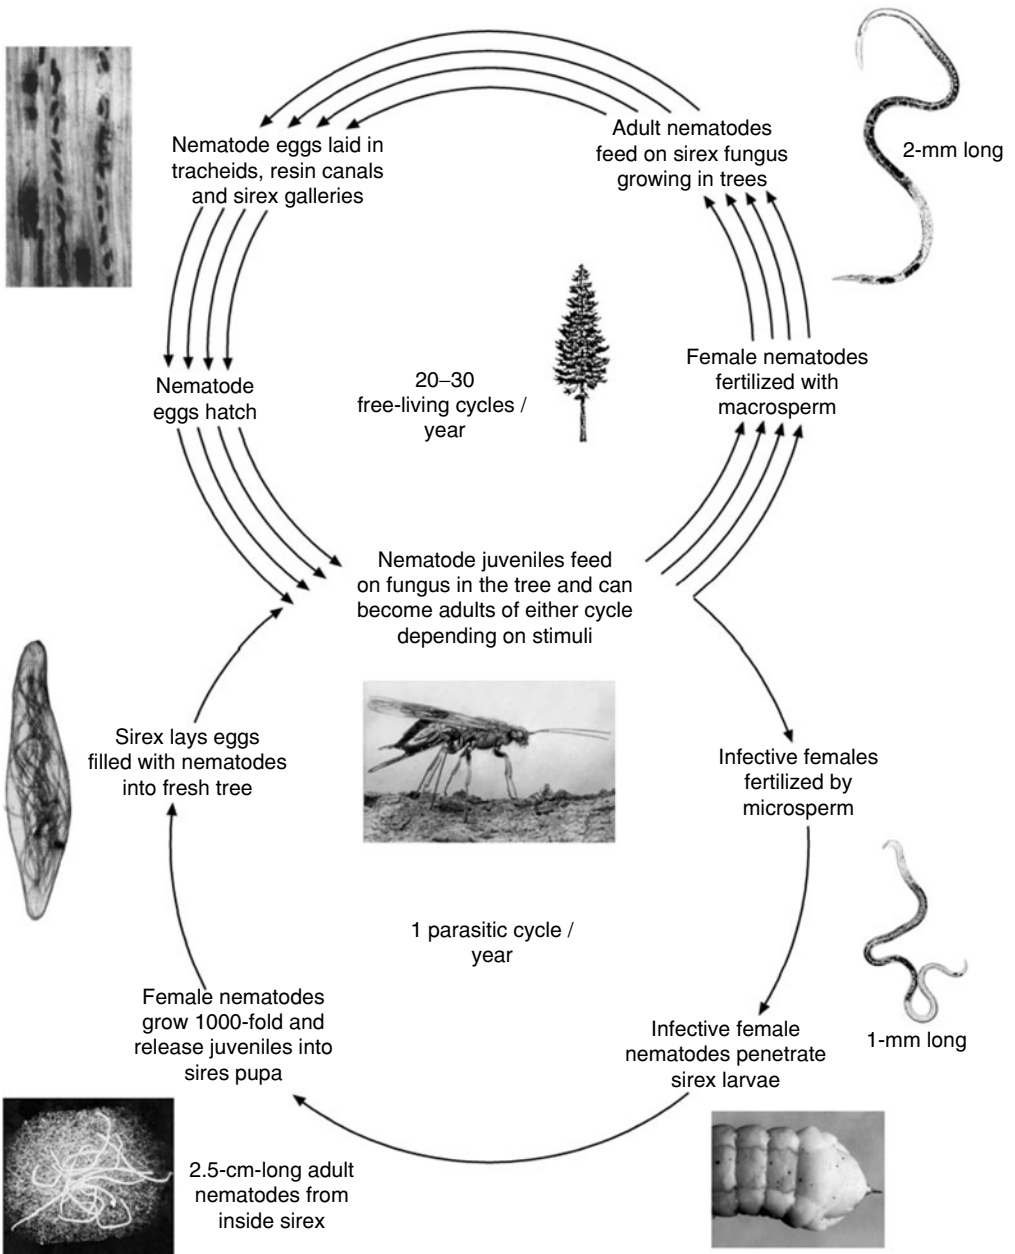 Nematode eggs laid in
tracheids, resin canals
and sirex galleries
Adult nematodes
feed on sirex fungus
growing in trees
2-mm long
Nematode
eggs hatch
20–30
free-living cycles /
year
Female nematodes
fertilized with
macrosperm
Nematode juveniles feed
on fungus in the tree and can
become adults of either cycle
depending on stimuli
Sirex lays eggs
filled with nematodes
into fresh tree
Infective females
fertilized by
microsperm
1 parasitic cycle /
year
Female nematodes
grow 1000-fold and
release juveniles into
sires pupa
Infective female
nematodes penetrate
sirex larvae
1-mm long
2.5-cm-long adult
nematodes from
inside sirex